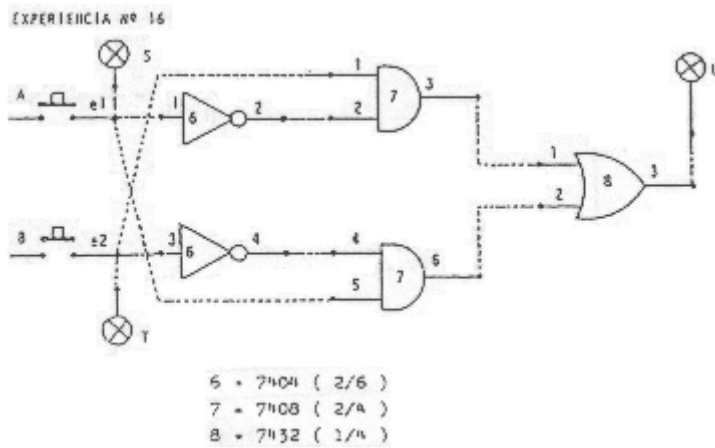 EXPERIENCIA Nº 16
S
A
e1
1
6
2
1
2
7
3
1
2
8
3
B
e2
3
6
4
4
5
7
6
T
6 = 7404 ( 2/6 )
7 = 7408 ( 2/4 )
8 = 7432 ( 1/4 )